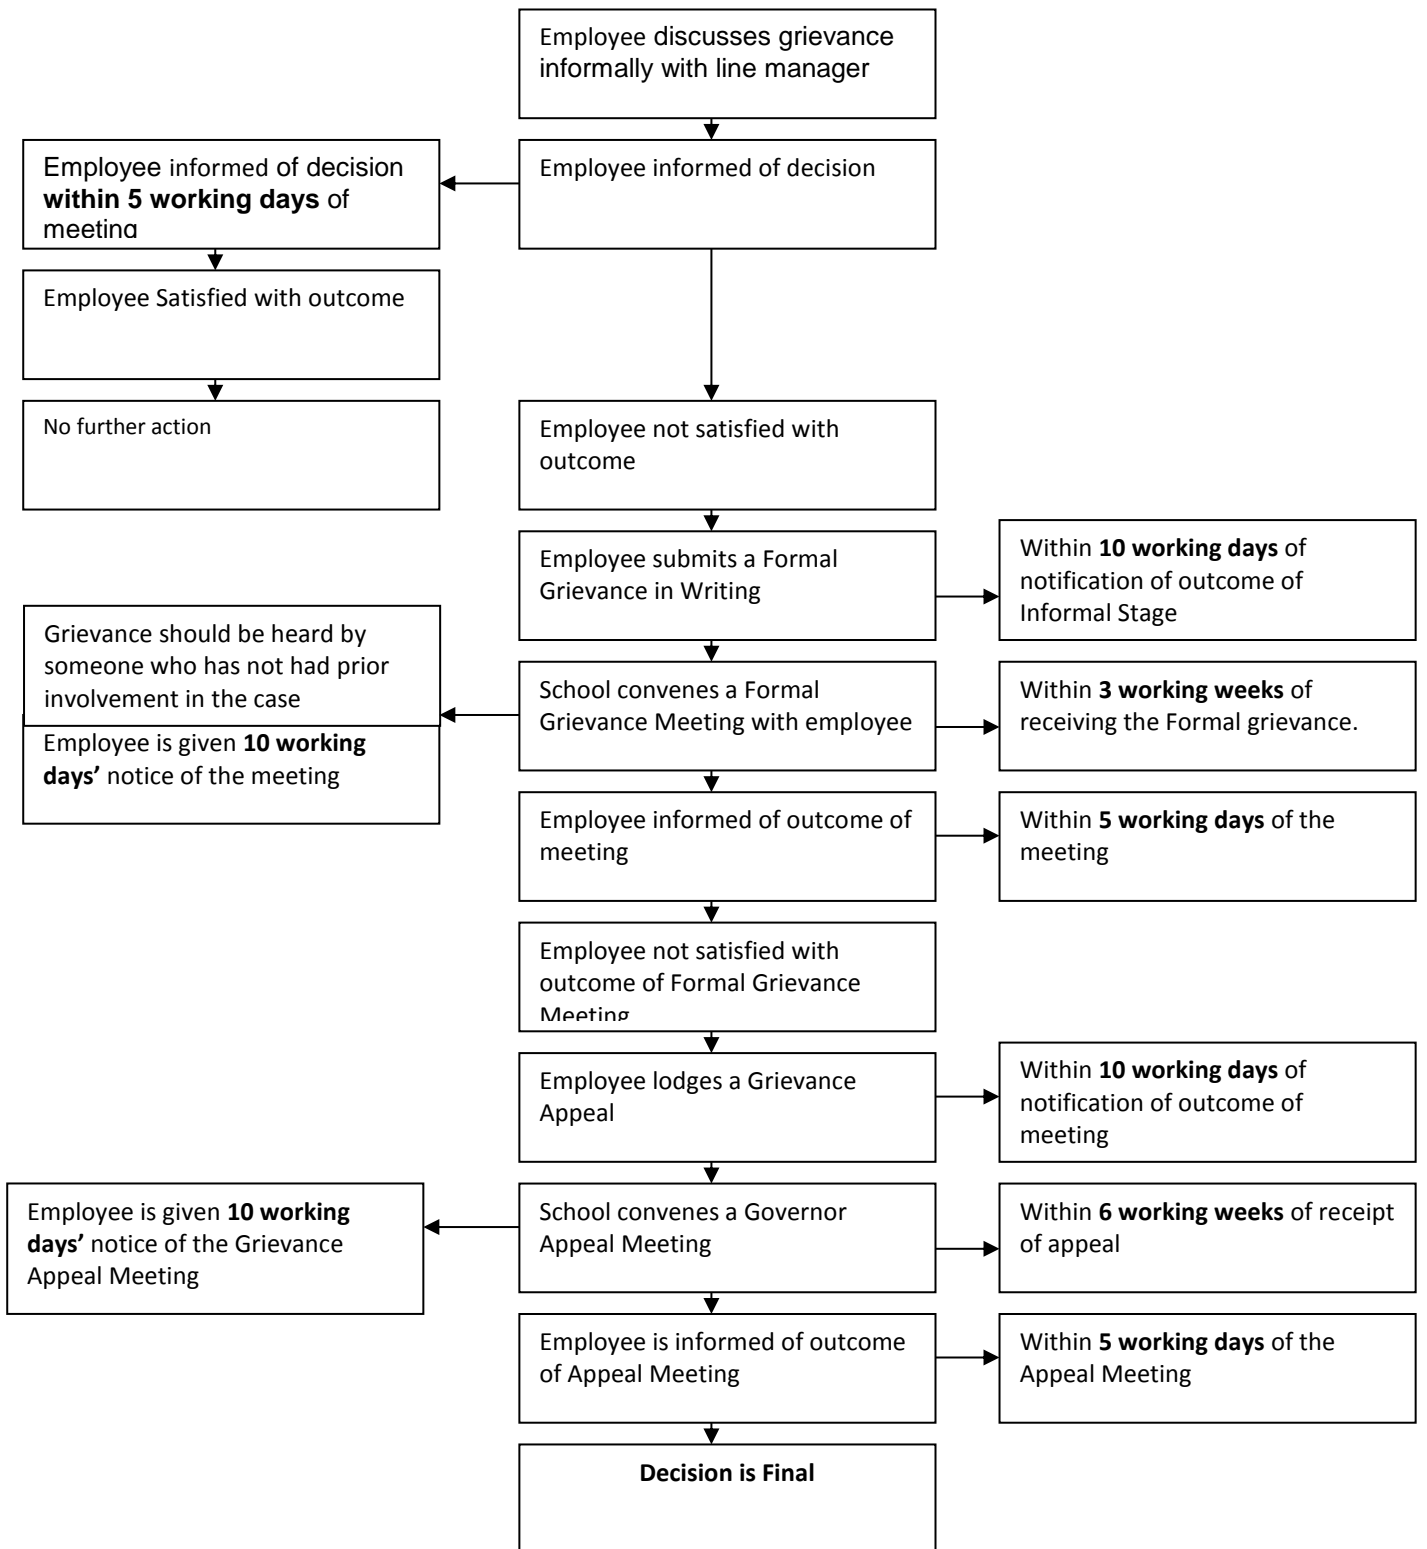 Employee discusses grievance
informally with line manager
Employee informed of decision
within 5 working days of
meeting
Employee informed of decision
Employee Satisfied with outcome
No further action
Employee not satisfied with
outcome
Employee submits a Formal
Grievance in Writing
Within 10 working days of
notification of outcome of
Informal Stage
Grievance should be heard by
someone who has not had prior
involvement in the case
Employee is given 10 working
days’ notice of the meeting
School convenes a Formal
Grievance Meeting with employee
Within 3 working weeks of
receiving the Formal grievance.
Employee informed of outcome of
meeting
Within 5 working days of the
meeting
Employee not satisfied with
outcome of Formal Grievance
Meeting
Employee lodges a Grievance
Appeal
Within 10 working days of
notification of outcome of
meeting
Employee is given 10 working
days’ notice of the Grievance
Appeal Meeting
School convenes a Governor
Appeal Meeting
Within 6 working weeks of receipt
of appeal
Employee is informed of outcome
of Appeal Meeting
Within 5 working days of the
Appeal Meeting
Decision is Final